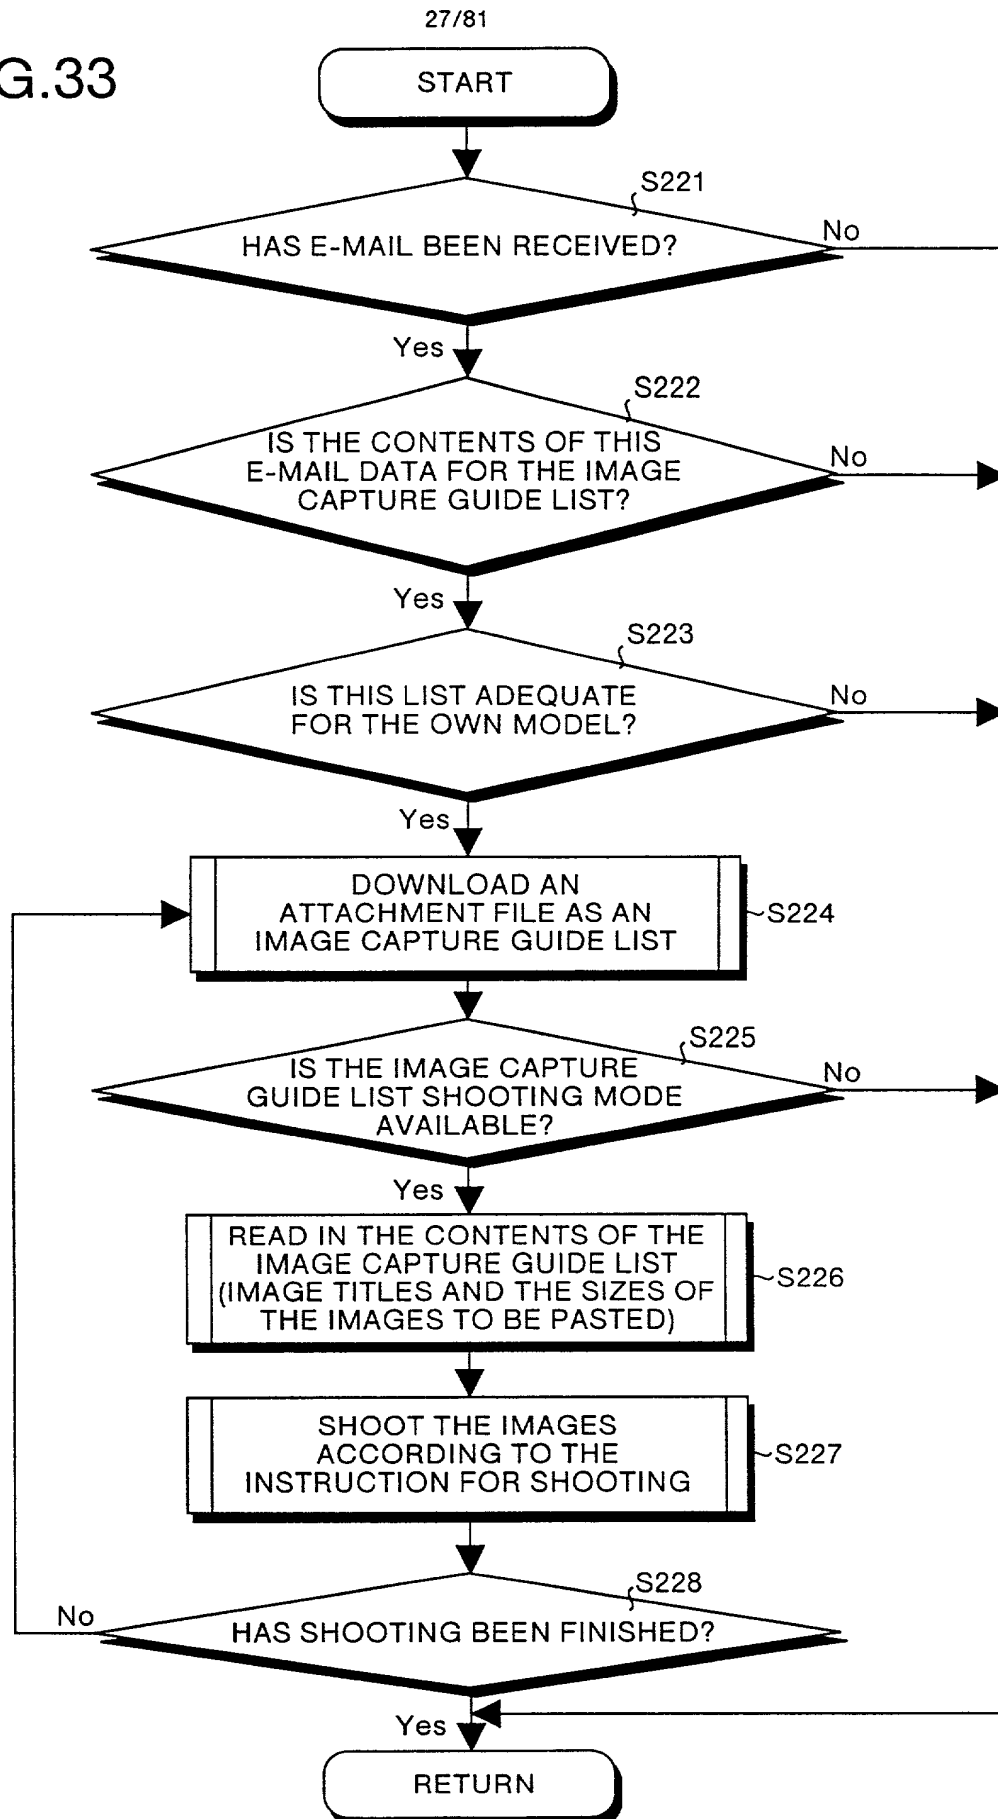 27/81
G.33
START
S221
HAS E-MAIL BEEN RECEIVED?
No
Yes
S222
IS THE CONTENTS OF THIS
E-MAIL DATA FOR THE IMAGE
CAPTURE GUIDE LIST?
No
Yes
S223
IS THIS LIST ADEQUATE
FOR THE OWN MODEL?
No
Yes
DOWNLOAD AN
ATTACHMENT FILE AS AN
IMAGE CAPTURE GUIDE LIST
S224
S225
IS THE IMAGE CAPTURE
GUIDE LIST SHOOTING MODE
AVAILABLE?
No
Yes
READ IN THE CONTENTS OF THE
IMAGE CAPTURE GUIDE LIST
(IMAGE TITLES AND THE SIZES OF
THE IMAGES TO BE PASTED)
S226
SHOOT THE IMAGES
ACCORDING TO THE
INSTRUCTION FOR SHOOTING
S227
S228
No
HAS SHOOTING BEEN FINISHED?
Yes
RETURN